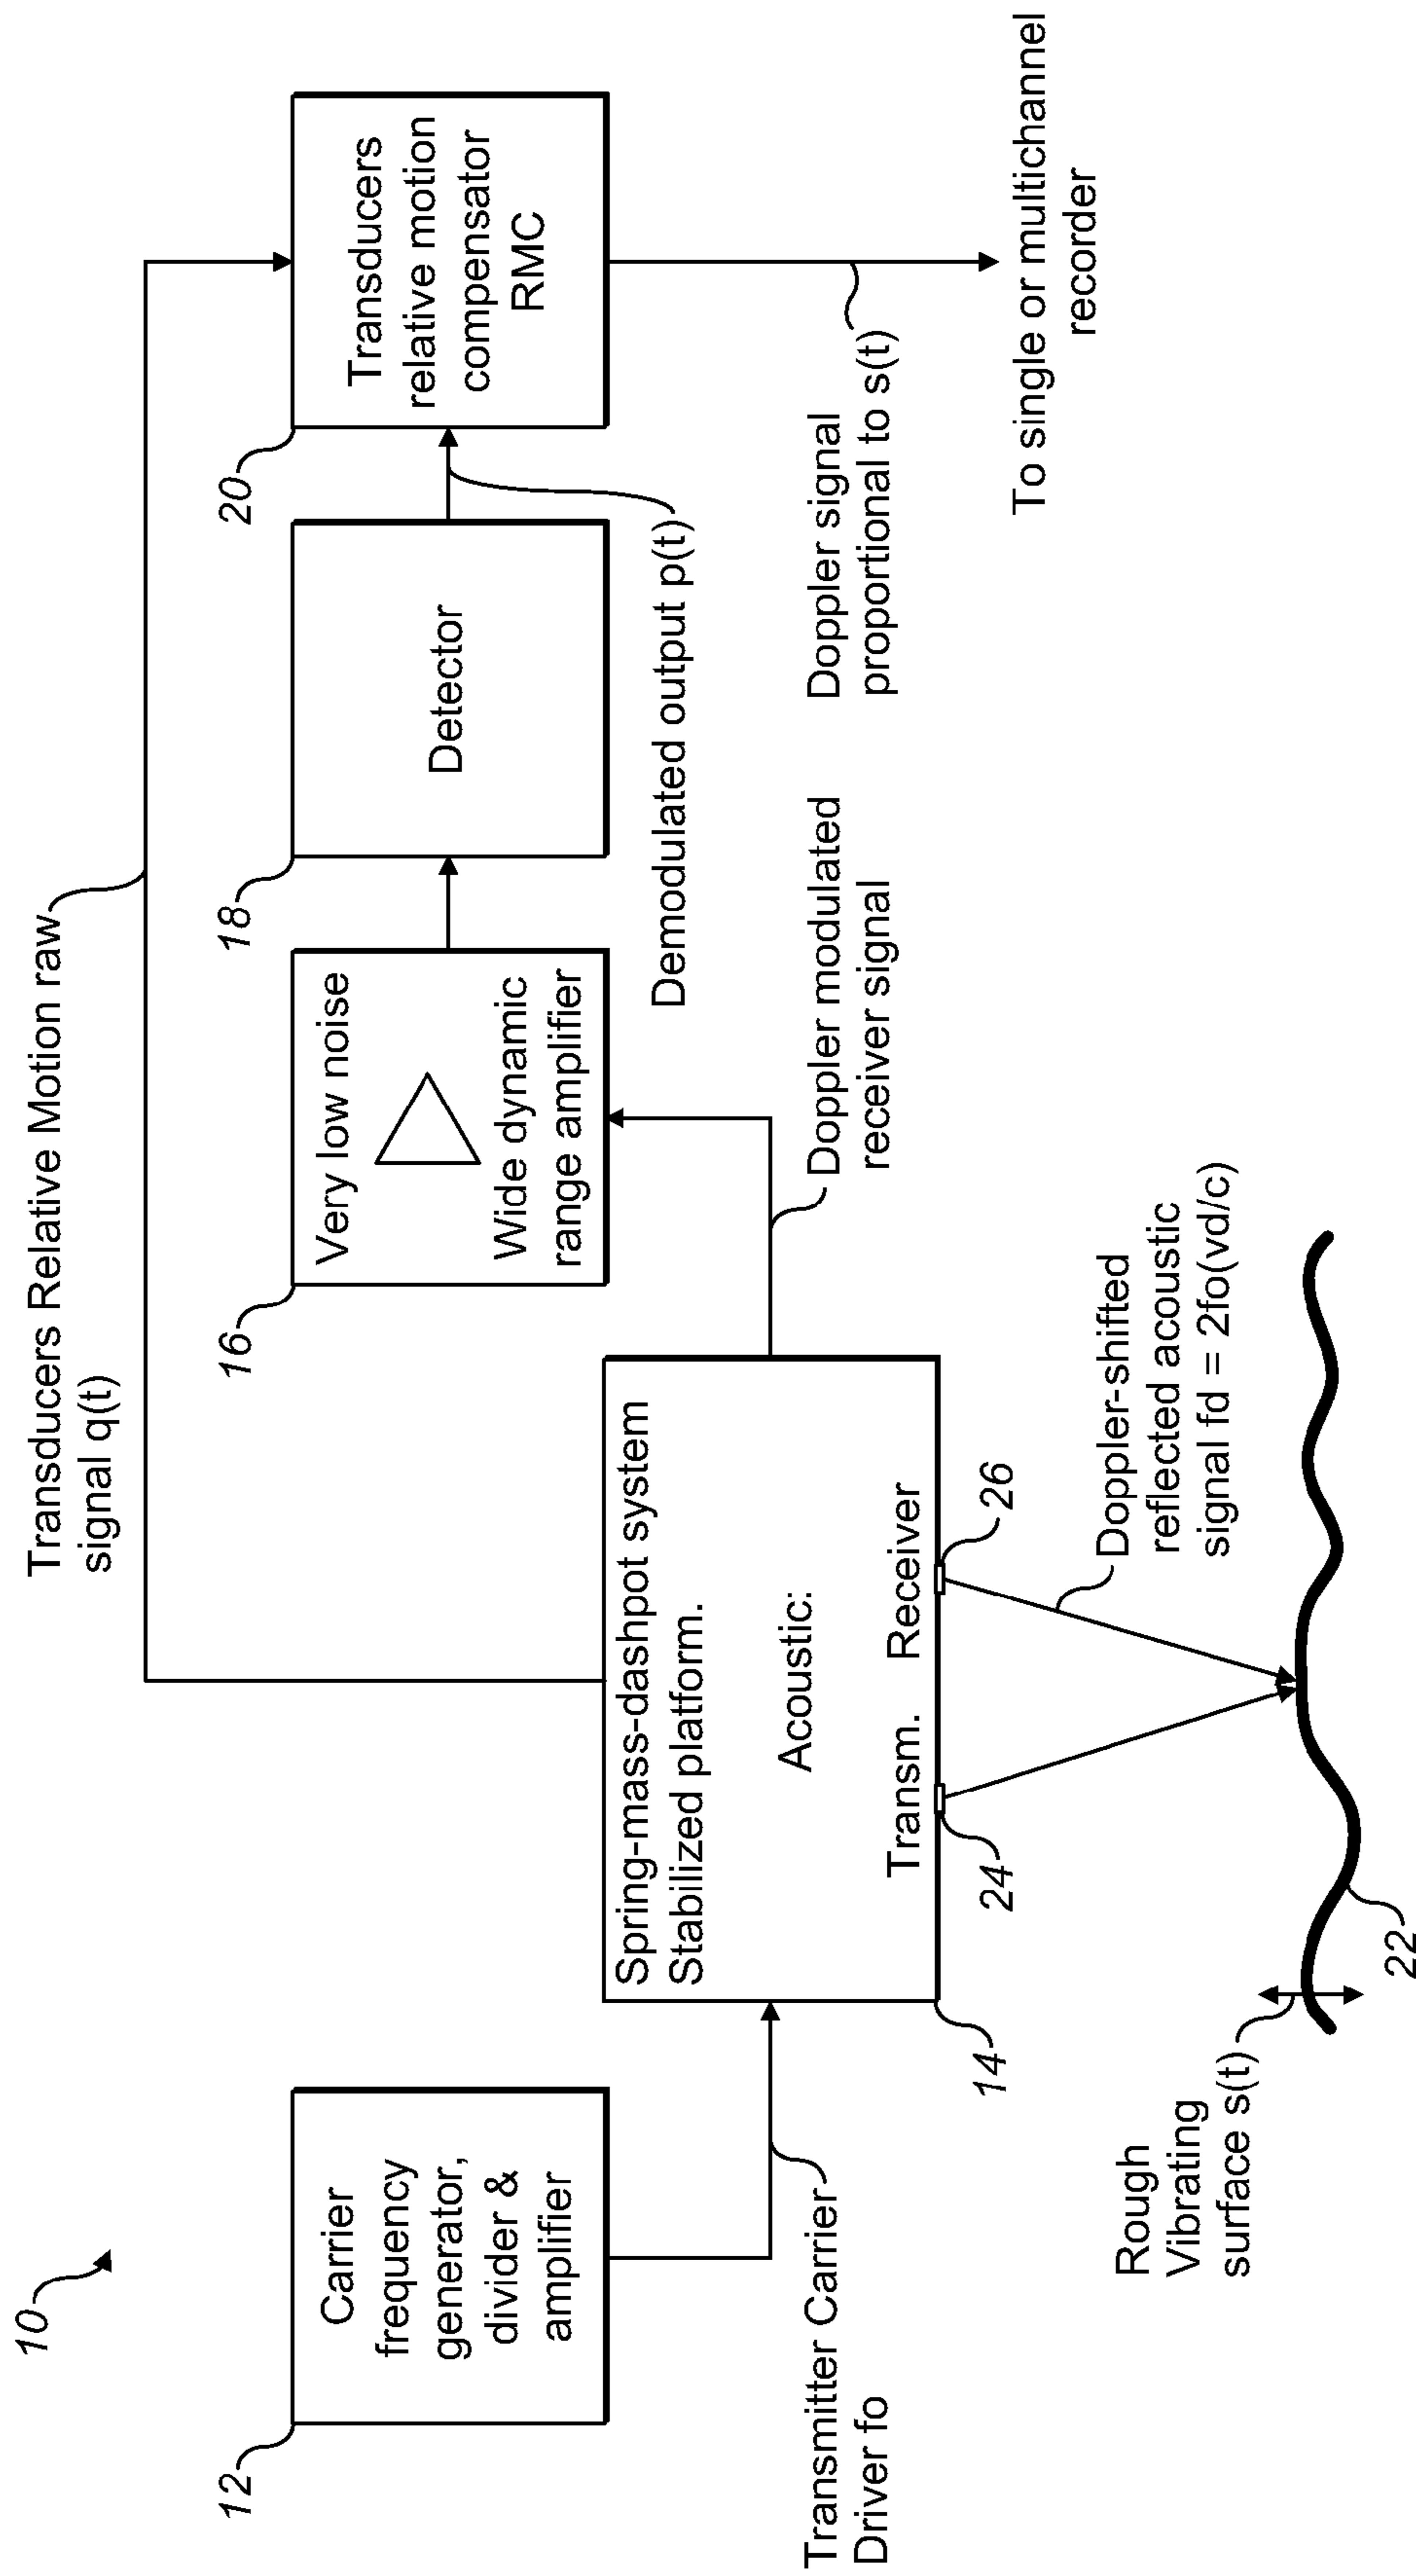 10
Transducers Relative Motion raw
signal q(t)
12
Carrier
frequency
generator,
divider &
amplifier
16
Very low noise
Wide dynamic
range amplifier
18
Detector
20
Transducers
relative motion
compensator
RMC
Transmitter Carrier
Driver fo
14
Spring-mass-dashpot system
Stabilized platform.
Acoustic:
Transm.
Receiver
24
26
Doppler modulated
receiver signal
Demodulated output p(t)
Doppler signal
proportional to s(t)
To single or multichannel
recorder
Rough
Vibrating
surface s(t)
22
Doppler-shifted
reflected acoustic
signal fd = 2fo(vd/c)